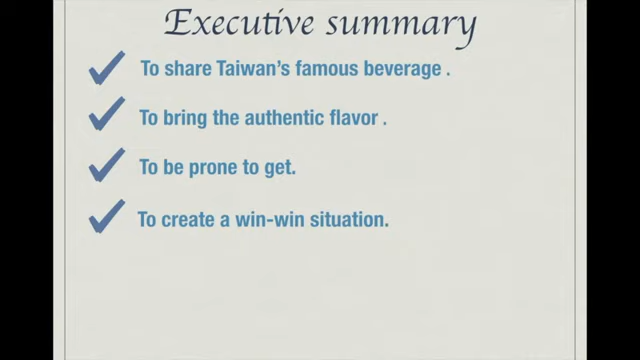 Executive summary
To share Taiwan's famous beverage .
To bring the authentic flavor .
To be prone to get.
To create a win-win situation.